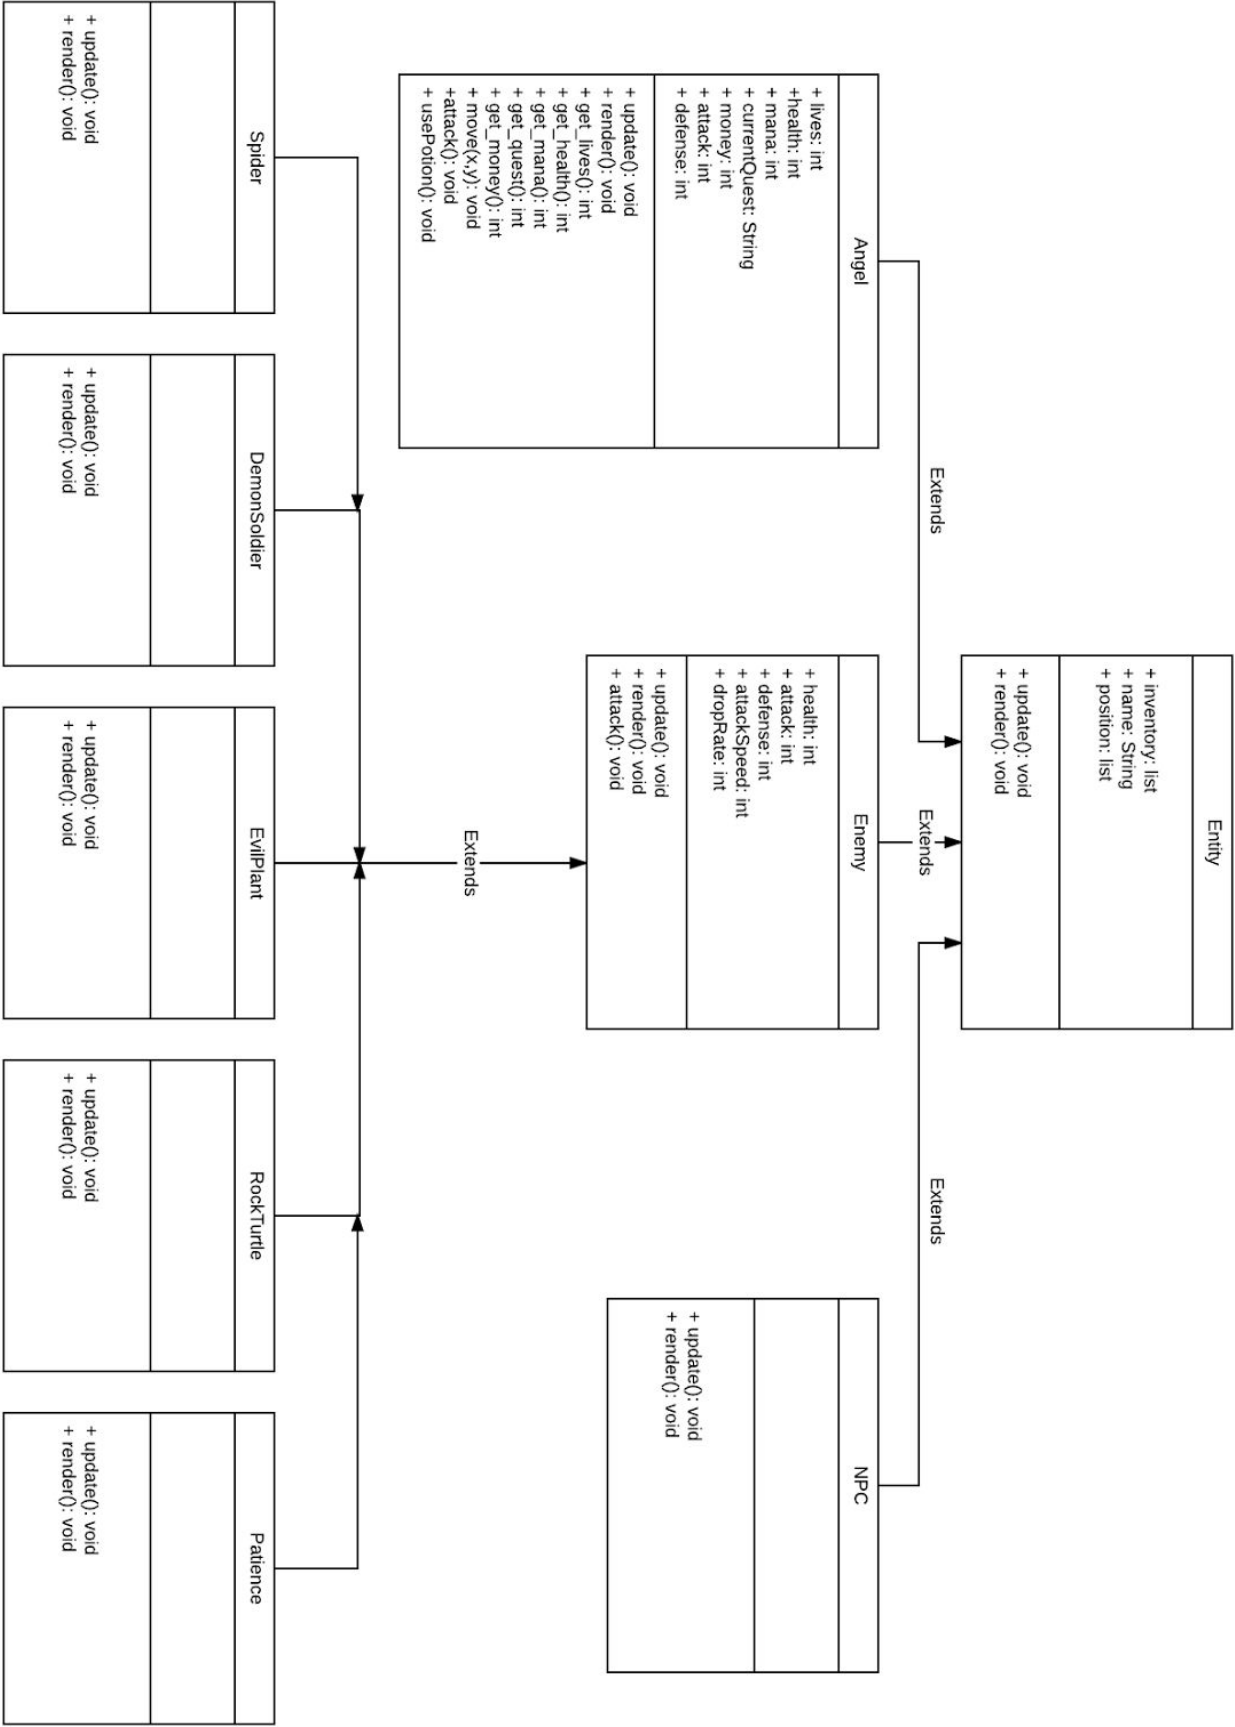 Entity
+ inventory: list
+ name: String
+ position: list
+ update(): void
+ render(): void
Extends
Extends
Extends
Angel
+ lives: int
+health: int
+ mana: int
+ currentQuest: String
+ money: int
+ attack: int
+ defense: int
+ update(): void
+ render(): void
+ get_lives(): int
+ get_health(): int
+ get_mana(): int
+ get_quest(): int
+ get_money(): int
+ move(x,y): void
+attack(): void
+ usePotion(): void
Enemy
+ health: int
+ attack: int
+ defense: int
+ attackSpeed: int
+ dropRate: int
+ update(): void
+ render(): void
+ attack(): void
NPC
+ update(): void
+ render(): void
Extends
Spider
+ update(): void
+ render(): void
DemonSoldier
+ update(): void
+ render(): void
EvilPlant
+ update(): void
+ render(): void
RockTurtle
+ update(): void
+ render(): void
Patience
+ update(): void
+ render(): void